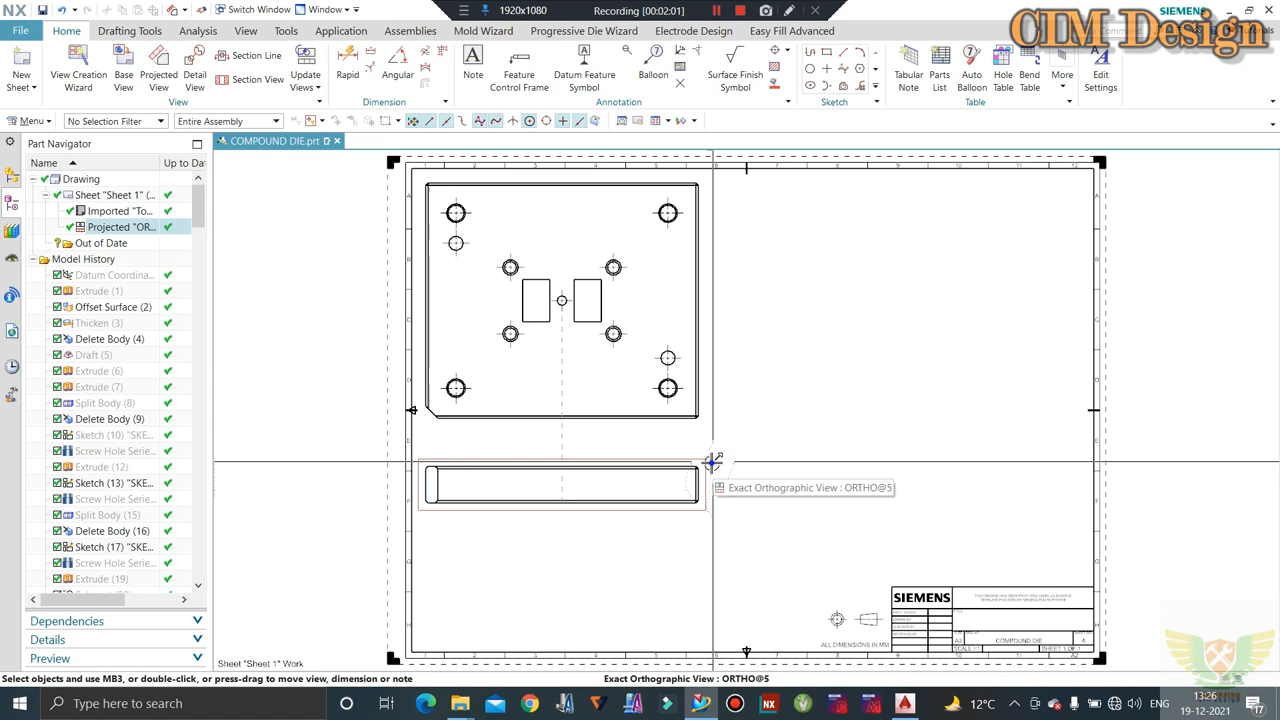 NX
Switch Window
Window
1920x1080
Recording [00:02:01]
SIEMENS
CIM Design
Tutorials
File
Home
Drafting Tools
Analysis
View
Tools
Application
Assemblies
Mold Wizard
Progressive Die Wizard
Electrode Design
Easy Fill Advanced
New Sheet
View Creation Wizard
Base View
Projected View
Detail View
Section Line
Section View
Update Views
View
Rapid
Angular
Dimension
Note
Feature Control Frame
Datum Feature Symbol
Balloon
Surface Finish Symbol
Annotation
Sketch
Tabular Note
Parts List
Auto Balloon
Hole Table
Bend Table
More
Table
Edit Settings
Menu
No Selection Filter
Entire Assembly
Part Navigator
COMPOUND DIE.prt
Name
Up to Da
Drawing
Sheet "Sheet 1" (...
Imported "To...
Projected "OR...
Out of Date
Model History
Datum Coordina...
Extrude (1)
Offset Surface (2)
Thicken (3)
Delete Body (4)
Draft (5)
Extrude (6)
Extrude (7)
Split Body (8)
Delete Body (9)
Sketch (10) "SKE...
Screw Hole Serie...
Extrude (12)
Sketch (13) "SKE...
Screw Hole Serie...
Split Body (15)
Delete Body (16)
Sketch (17) "SKE...
Screw Hole Serie...
Extrude (19)
Dependencies
Details
Preview
Exact Orthographic View : ORTHO@5
SIEMENS
ALL DIMENSIONS IN MM
COMPOUND DIE
SCALE 1:1
SHEET 1 OF 1
Sheet "Sheet 1" Work
Select objects and use MB3, or double-click, or press-drag to move view, dimension or note
Exact Orthographic View : ORTHO@5
Type here to search
12°C
ENG
13:26
19-12-2021
17